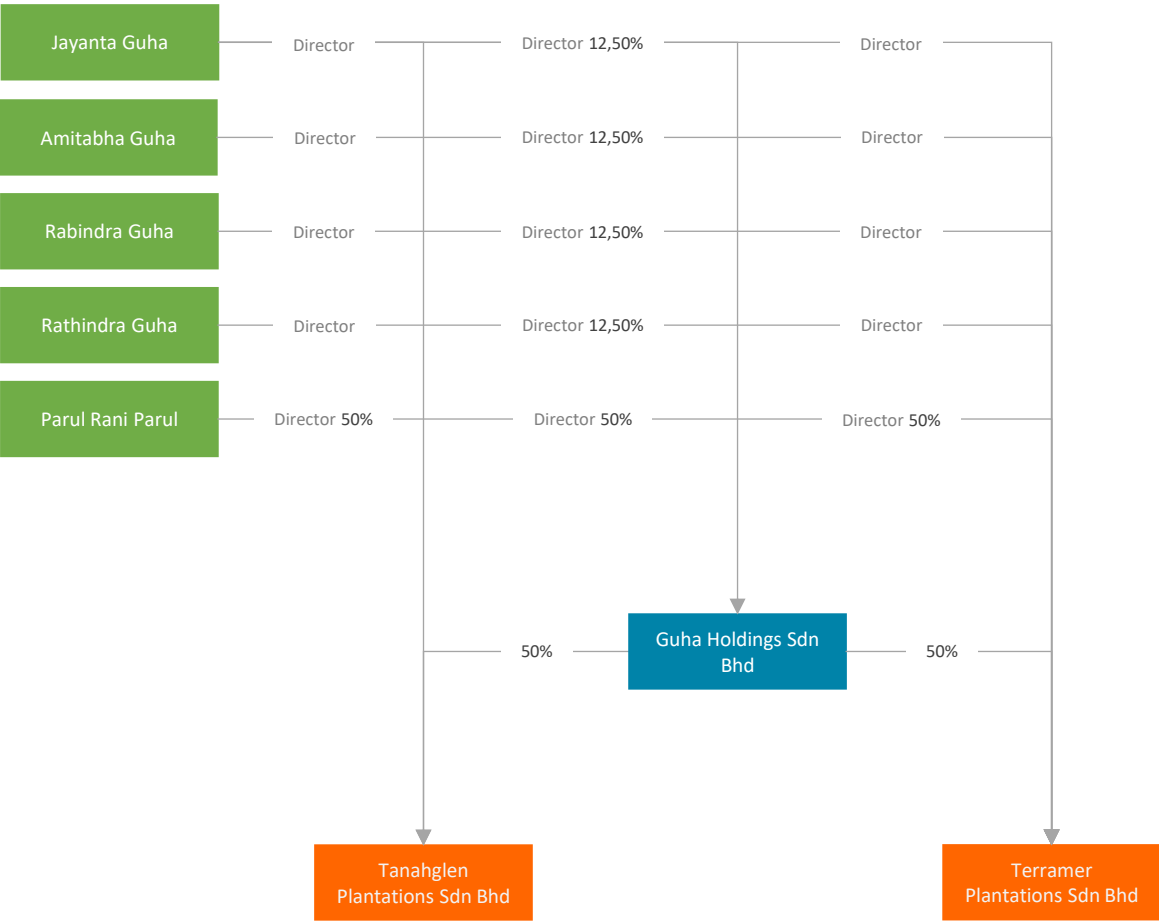 Jayanta Guha
Director
Director 12,50%
Director
Amitabha Guha
Director
Director 12,50%
Director
Rabindra Guha
Director
Director 12,50%
Director
Rathindra Guha
Director
Director 12,50%
Director
Parul Rani Parul
Director 50%
Director 50%
Director 50%
50%
Guha Holdings Sdn
Bhd
50%
Tanahglen
Plantations Sdn Bhd
Terramer
Plantations Sdn Bhd